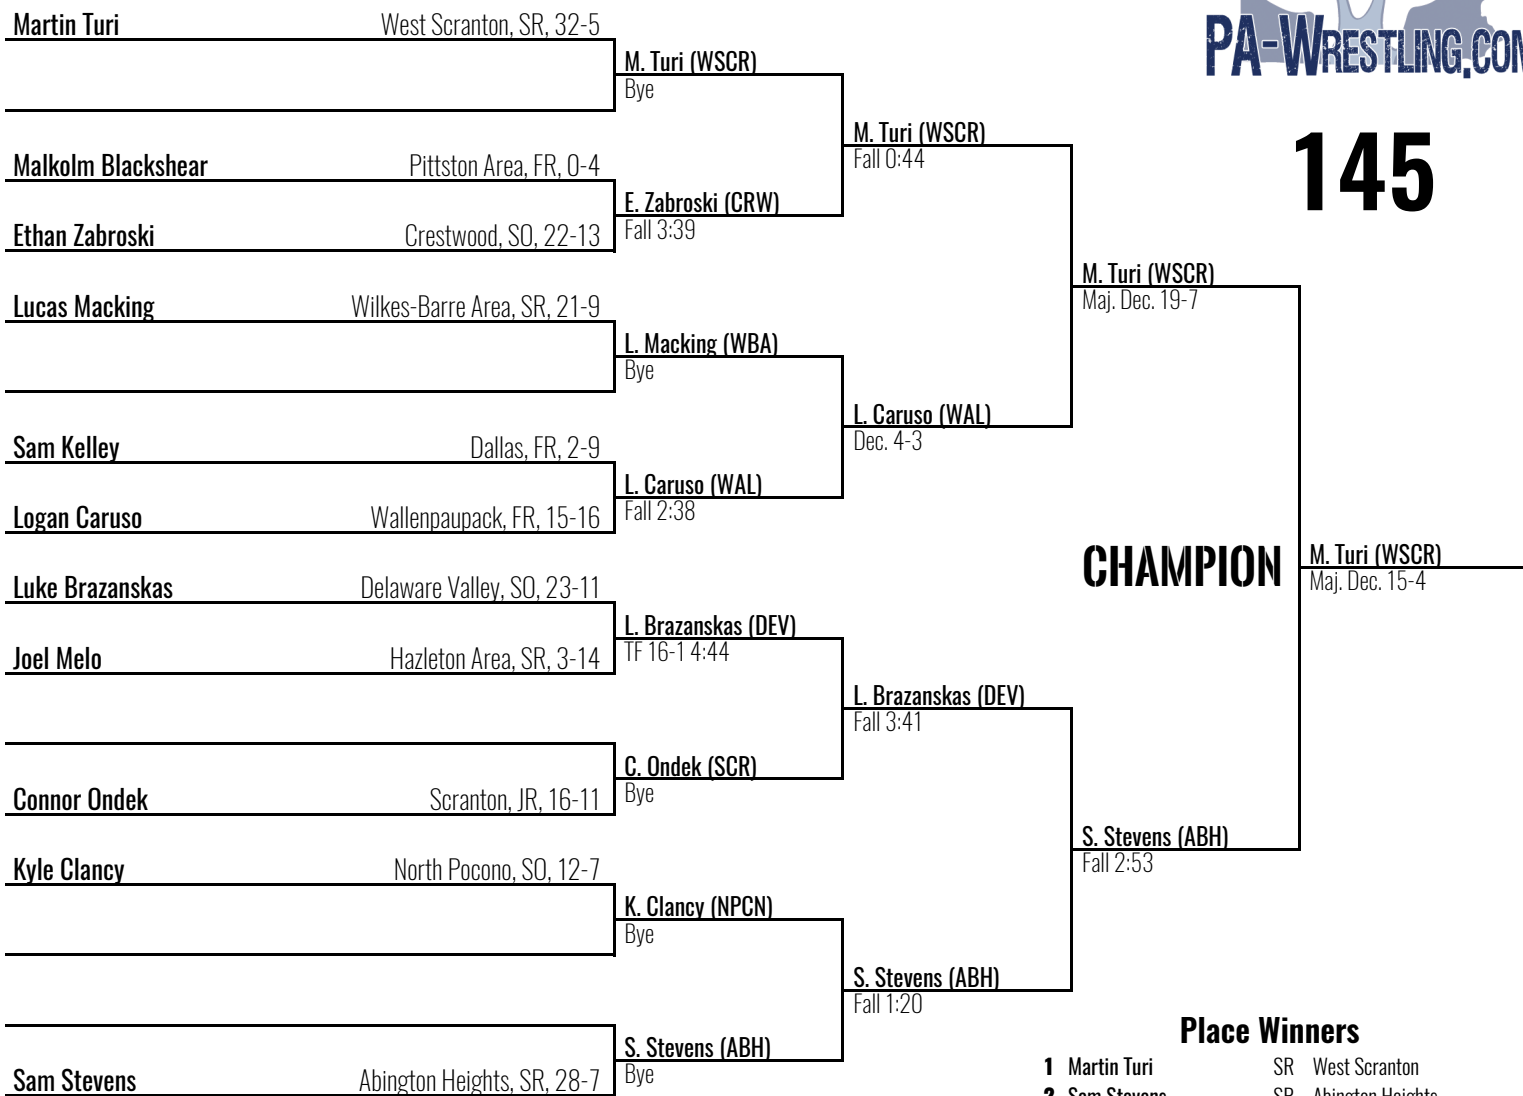 PA-WRESTLING.COM
145
Martin Turi West Scranton, SR, 32-5
M. Turi (WSCR)
Bye
M. Turi (WSCR)
Fall 0:44
Malkolm Blackshear Pittston Area, FR, 0-4
E. Zabroski (CRW)
Fall 3:39
Ethan Zabroski Crestwood, SO, 22-13
M. Turi (WSCR)
Maj. Dec. 19-7
Lucas Macking Wilkes-Barre Area, SR, 21-9
L. Macking (WBA)
Bye
L. Caruso (WAL)
Dec. 4-3
Sam Kelley Dallas, FR, 2-9
L. Caruso (WAL)
Fall 2:38
Logan Caruso Wallenpaupack, FR, 15-16
CHAMPION
M. Turi (WSCR)
Maj. Dec. 15-4
Luke Brazanskas Delaware Valley, SO, 23-11
L. Brazanskas (DEV)
TF 16-1 4:44
Joel Melo Hazleton Area, SR, 3-14
L. Brazanskas (DEV)
Fall 3:41
C. Ondek (SCR)
Bye
Connor Ondek Scranton, JR, 16-11
S. Stevens (ABH)
Fall 2:53
Kyle Clancy North Pocono, SO, 12-7
K. Clancy (NPCN)
Bye
S. Stevens (ABH)
Fall 1:20
S. Stevens (ABH)
Bye
Sam Stevens Abington Heights, SR, 28-7
Place Winners
1 Martin Turi SR West Scranton
2 Sam Stevens SR Abington Heights